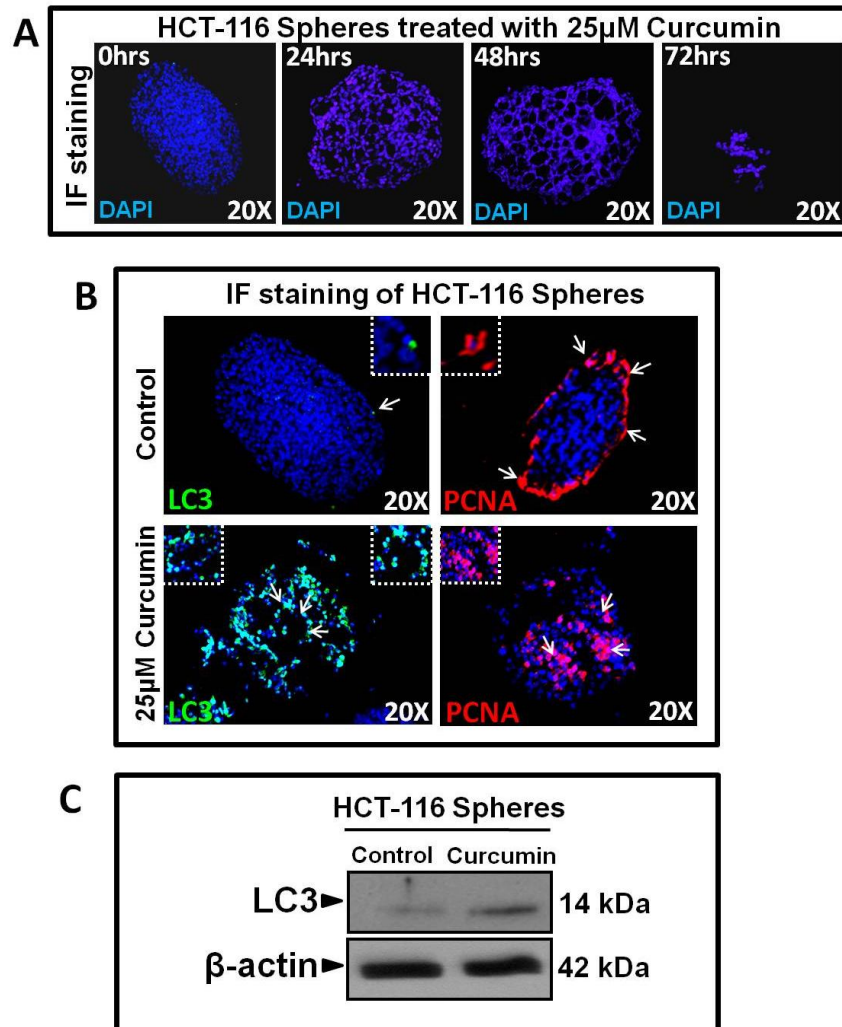 A
HCT-116 Spheres treated with 25µM Curcumin
IF staining
0hrs
24hrs
48hrs
72hrs
DAPI
20X
DAPI
20X
DAPI
20X
DAPI
20X
B
IF staining of HCT-116 Spheres
Control
LC3
20X
PCNA
20X
25µM Curcumin
LC3
20X
PCNA
20X
C
HCT-116 Spheres
Control
Curcumin
LC3
14 kDa
β-actin
42 kDa